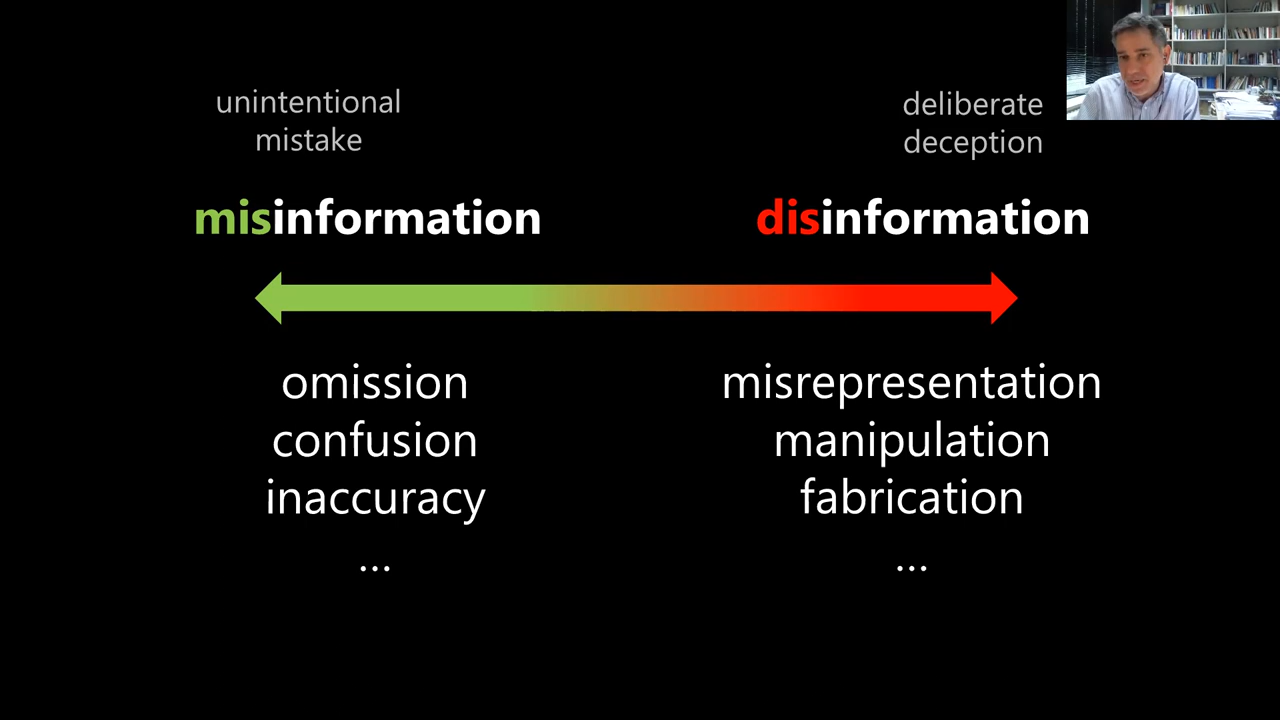 unintentional
mistake
misinformation
omission
confusion
inaccuracy
...
deliberate
deception
disinformation
misrepresentation
manipulation
fabrication
...